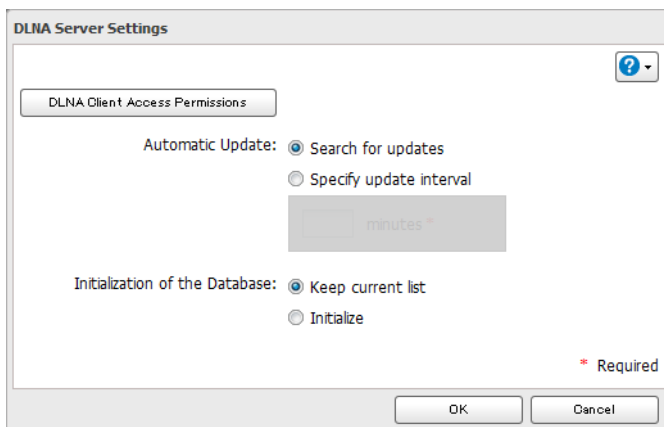 DLNA Server Settings
?
DLNA Client Access Permissions
Automatic Update: Search for updates
Specify update interval
minutes *
Initialization of the Database: Keep current list
Initialize
* Required
OK Cancel